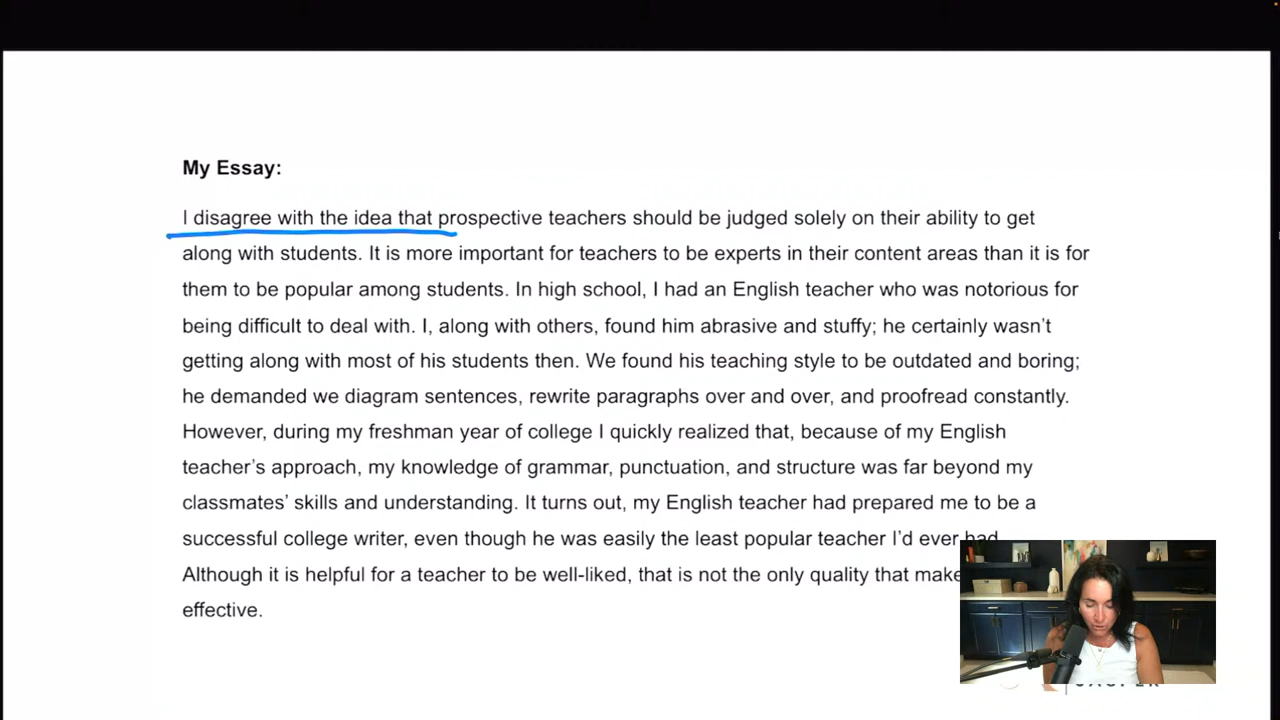 My Essay:
I disagree with the idea that prospective teachers should be judged solely on their ability to get
along with students. It is more important for teachers to be experts in their content areas than it is for
them to be popular among students. In high school, I had an English teacher who was notorious for
being difficult to deal with. I, along with others, found him abrasive and stuffy; he certainly wasn't
getting along with most of his students then. We found his teaching style to be outdated and boring;
he demanded we diagram sentences, rewrite paragraphs over and over, and proofread constantly.
However, during my freshman year of college I quickly realized that, because of my English
teacher's approach, my knowledge of grammar, punctuation, and structure was far beyond my
classmates' skills and understanding. It turns out, my English teacher had prepared me to be a
successful college writer, even though he was easily the least popular teacher I'd ever had
Although it is helpful for a teacher to be well-liked, that is not the only quality that make
effective.